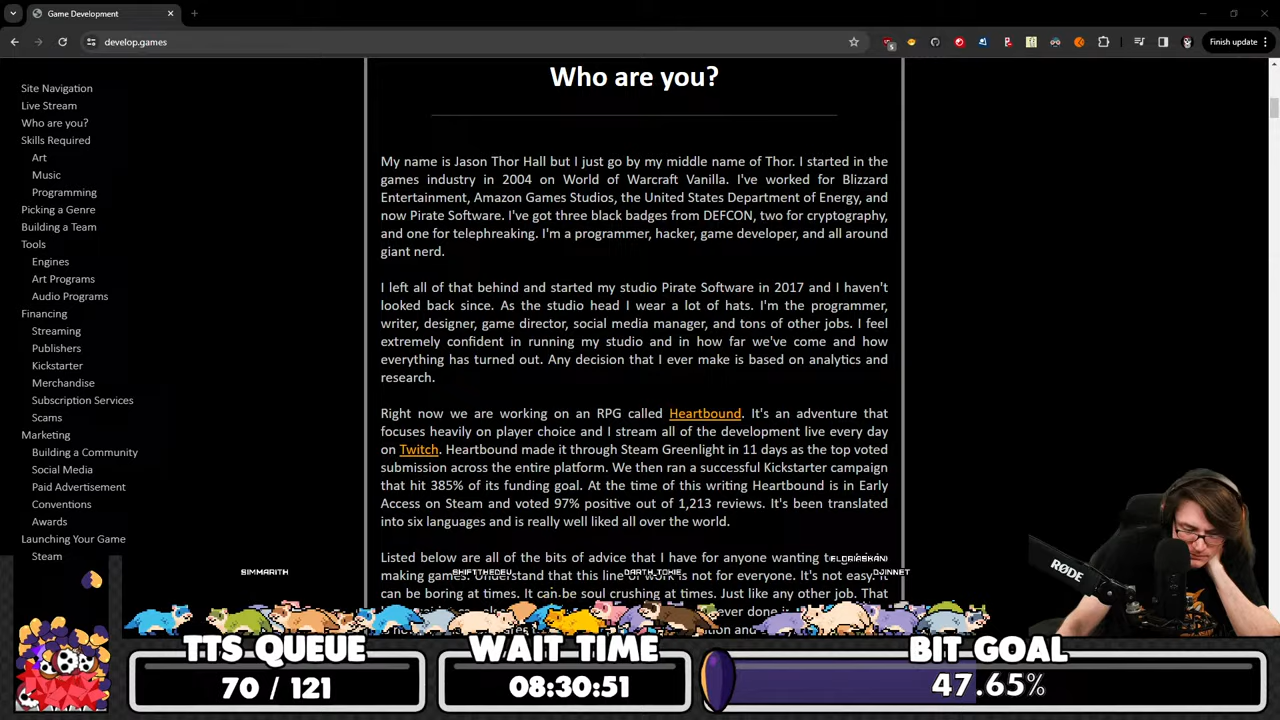 Game Development
develop.games
Finish update
Site Navigation
Live Stream
Who are you?
Skills Required
Art
Music
Programming
Picking a Genre
Building a Team
Tools
Engines
Art Programs
Audio Programs
Financing
Streaming
Publishers
Kickstarter
Merchandise
Subscription Services
Scams
Marketing
Building a Community
Social Media
Paid Advertisement
Conventions
Awards
Launching Your Game
Steam
Who are you?
My name is Jason Thor Hall but I just go by my middle name of Thor. I started in the
games industry in 2004 on World of Warcraft Vanilla. I've worked for Blizzard
Entertainment, Amazon Games Studios, the United States Department of Energy, and
now Pirate Software. I've got three black badges from DEFCON, two for cryptography,
and one for telephreaking. I'm a programmer, hacker, game developer, and all around
giant nerd.
I left all of that behind and started my studio Pirate Software in 2017 and I haven't
looked back since. As the studio head I wear a lot of hats. I'm the programmer,
writer, designer, game director, social media manager, and tons of other jobs. I feel
extremely confident in running my studio and in how far we've come and how
everything has turned out. Any decision that I ever make is based on analytics and
research.
Right now we are working on an RPG called Heartbound. It's an adventure that
focuses heavily on player choice and I stream all of the development live every day
on Twitch. Heartbound made it through Steam Greenlight in 11 days as the top voted
submission across the entire platform. We then ran a successful Kickstarter campaign
that hit 385% of its funding goal. At the time of this writing Heartbound is in Early
Access on Steam and voted 97% positive out of 1,213 reviews. It's been translated
into six languages and is really well liked all over the world.
Listed below are all of the bits of advice that I have for anyone wanting
making games. Understand that this line of work is not for everyone. It's not easy. It
can be boring at times. It can be soul crushing at times. Just like any other job. That
SIMMARITH
DJINNET
RØDE
TTS QUEUE
70 / 121
WAIT TIME
08:30:51
BIT GOAL
47.65%